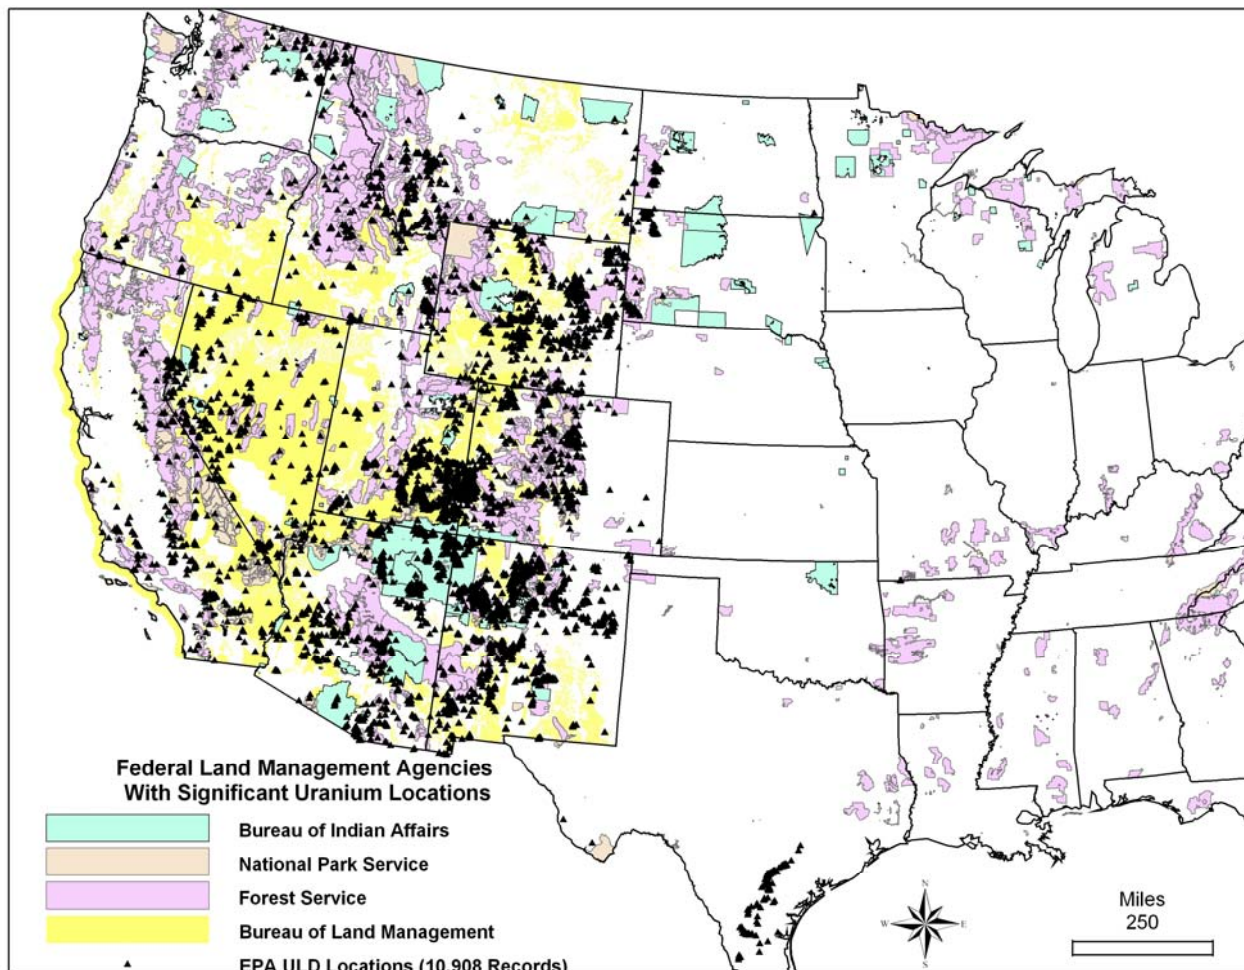 Federal Land Management Agencies
With Significant Uranium Locations
Bureau of Indian Affairs
National Park Service
Forest Service
Bureau of Land Management
EPA ULD Locations (10,908 Records)
N
W
E
S
Miles
250